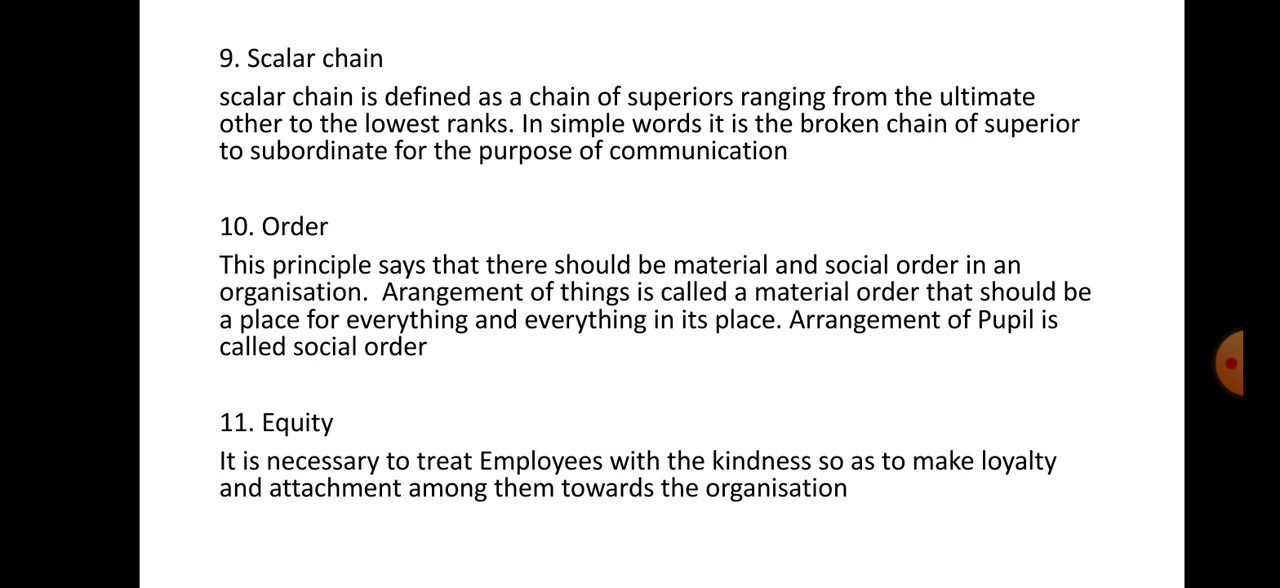 9. Scalar chain
scalar chain is defined as a chain of superiors ranging from the ultimate
other to the lowest ranks. In simple words it is the broken chain of superior
to subordinate for the purpose of communication
10. Order
This principle says that there should be material and social order in an
organisation.  Arangement of things is called a material order that should be
a place for everything and everything in its place. Arrangement of Pupil is
called social order
11. Equity
It is necessary to treat Employees with the kindness so as to make loyalty
and attachment among them towards the organisation